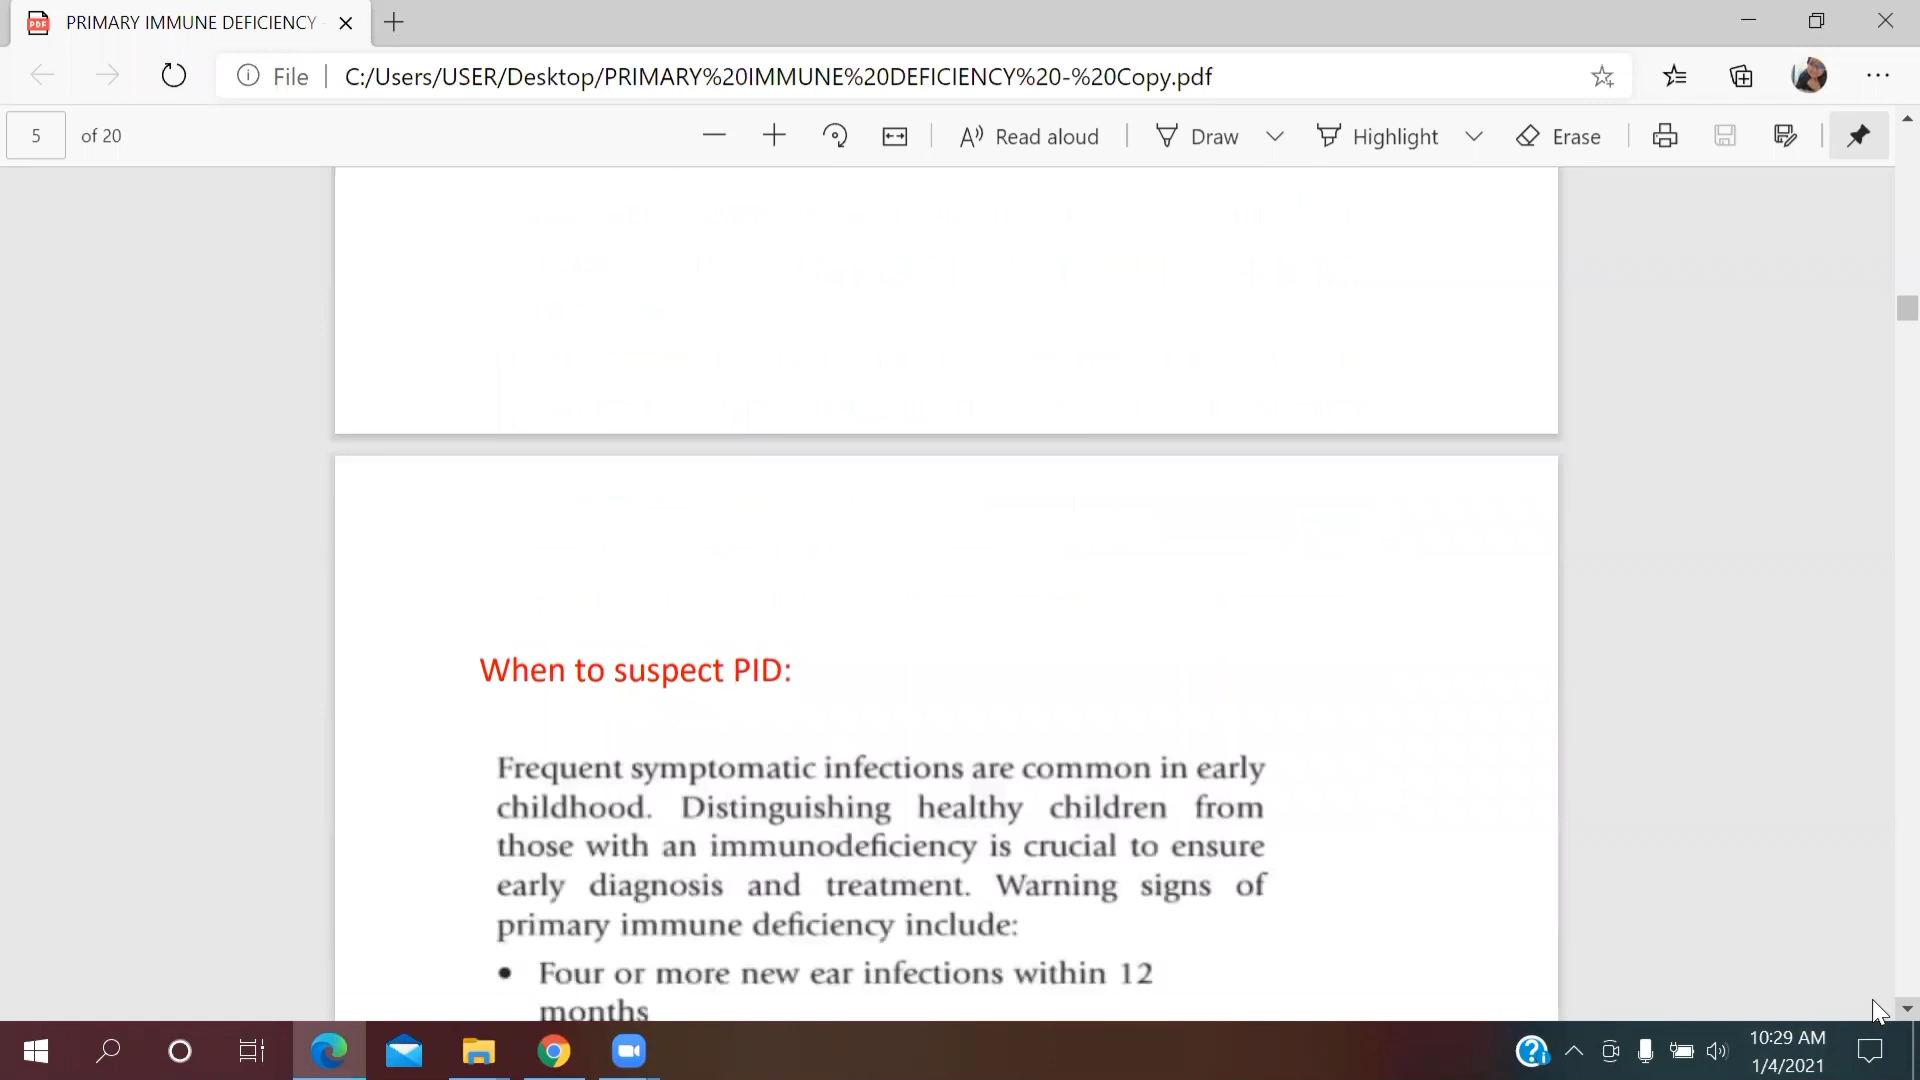 PRIMARY IMMUNE DEFICIENCY
File
C:/Users/USER/Desktop/PRIMARY%20IMMUNE%20DEFICIENCY%20-%20Copy.pdf
5 of 20
Read aloud
Draw
Highlight
Erase
When to suspect PID:
Frequent symptomatic infections are common in early
childhood. Distinguishing healthy children from
those with an immunodeficiency is crucial to ensure
early diagnosis and treatment. Warning signs of
primary immune deficiency include:
• Four or more new ear infections within 12
months
10:29 AM
1/4/2021